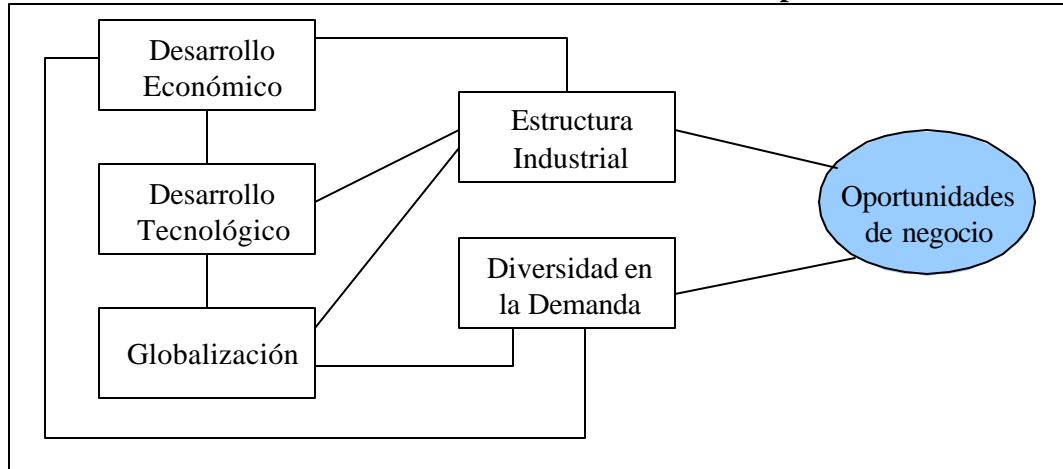 Desarrollo
Económico
Desarrollo
Tecnológico
Globalización
Estructura
Industrial
Diversidad en
la Demanda
Oportunidades
de negocio